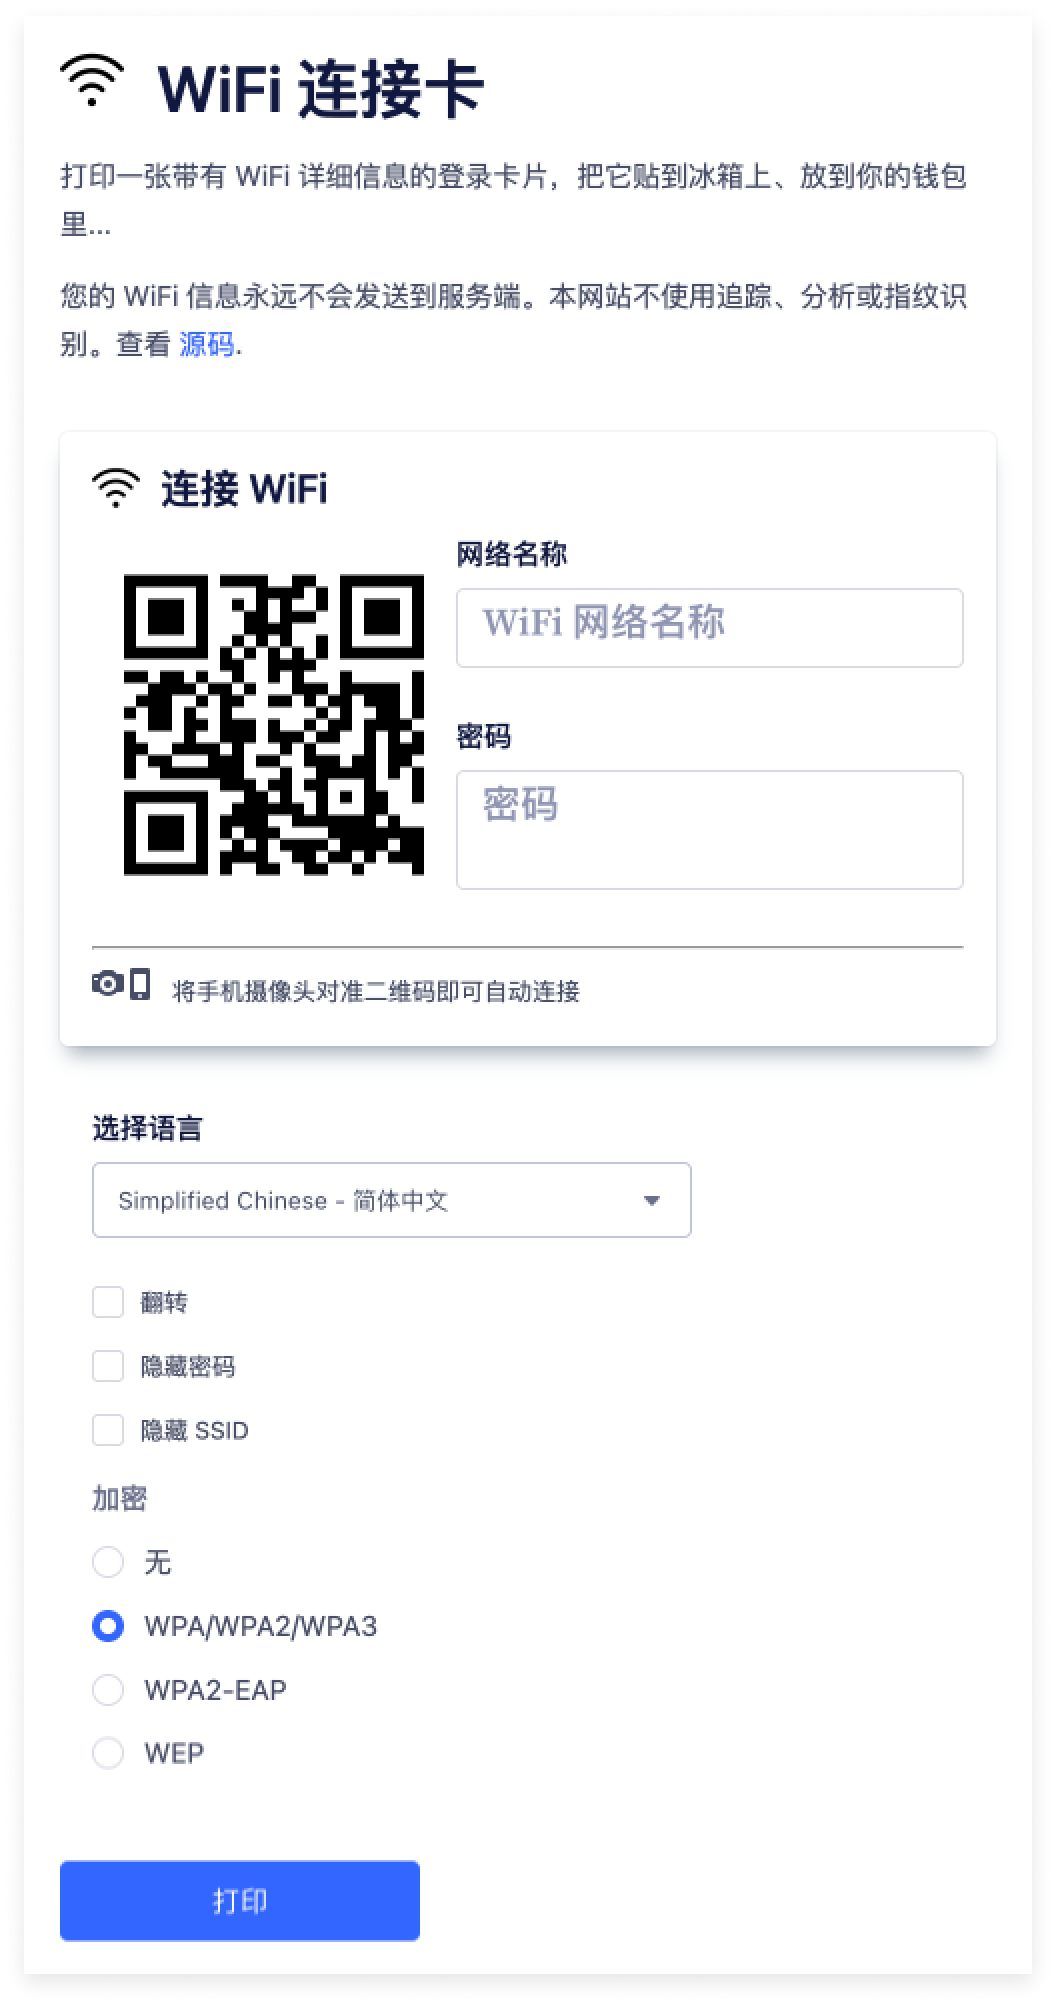 WiFi 连接卡
打印一张带有 WiFi 详细信息的登录卡片，把它贴到冰箱上、放到你的钱包
里...
您的 WiFi 信息永远不会发送到服务端。本网站不使用追踪、分析或指纹识
别。查看 源码.
连接 WiFi
网络名称
WiFi 网络名称
密码
密码
将手机摄像头对准二维码即可自动连接
选择语言
Simplified Chinese - 简体中文
翻转
隐藏密码
隐藏 SSID
加密
无
WPA/WPA2/WPA3
WPA2-EAP
WEP
打印